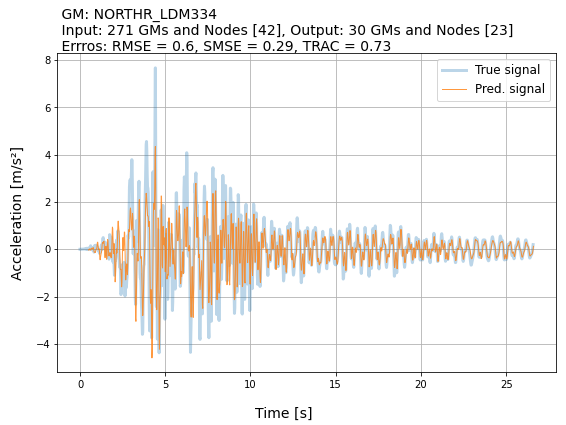 GM: NORTHR_LDM334
Input: 271 GMs and Nodes [42], Output: 30 GMs and Nodes [23]
Errros: RMSE = 0.6, SMSE = 0.29, TRAC = 0.73
True signal
Pred. signal
8
6
4
2
0
−2
−4
Acceleration [m/s²]
0 5 10 15 20 25
Time [s]